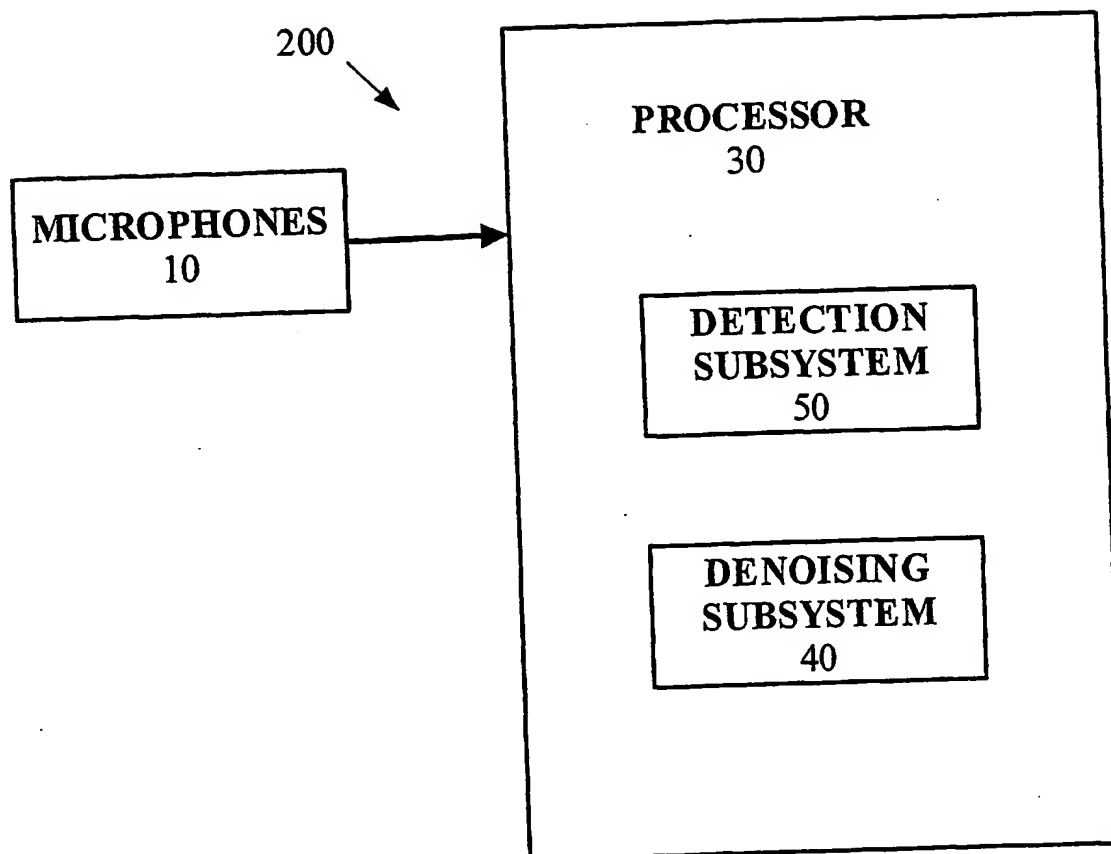 200
PROCESSOR
30
MICROPHONES
10
DETECTION
SUBSYSTEM
50
DENOISING
SUBSYSTEM
40